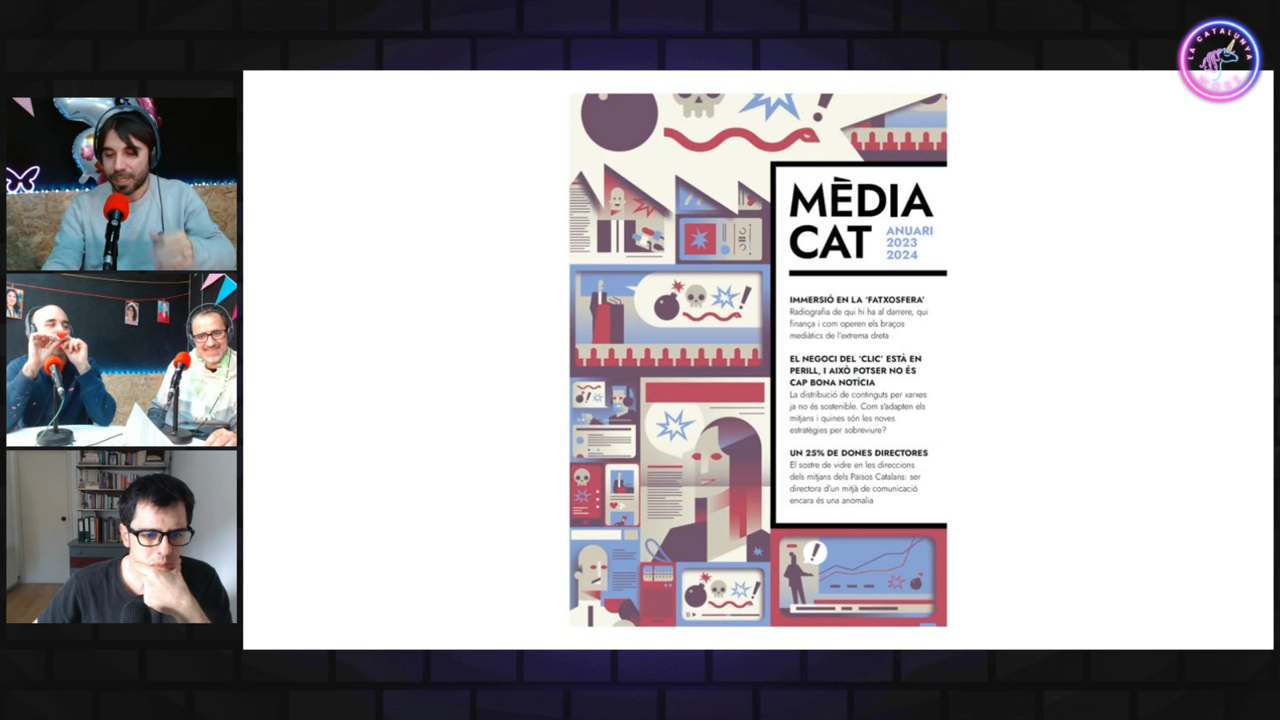 LA CATALUNYA
MÈDIA
CAT
ANUARI
2023
2024
IMMERSIÓ EN LA ‘FATXOSFERA’
Radiografia de qui hi ha al darrere, qui
finança i com operen els braços
mediàtics de l’extrema dreta
EL NEGOCI DEL ‘CLIC’ ESTÀ EN
PERILL, I AIXÒ POTSER NO ÉS
CAP BONA NOTÍCIA
La distribució de continguts per xarxes
ja no és sostenible. Com s'adapten els
mitjans i quines són les noves
estratègies per sobreviure?
UN 25% DE DONES DIRECTORES
El sostre de vidre en les direccions
dels mitjans dels Països Catalans: ser
directora d’un mitjà de comunicació
encara és una anomalia